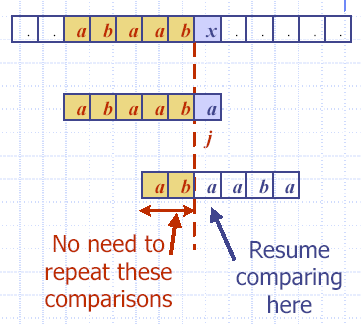 . . a b a a b x . . . . .
a b a a b a
j
a b a a b a
No need to
repeat these
comparisons
Resume
comparing
here